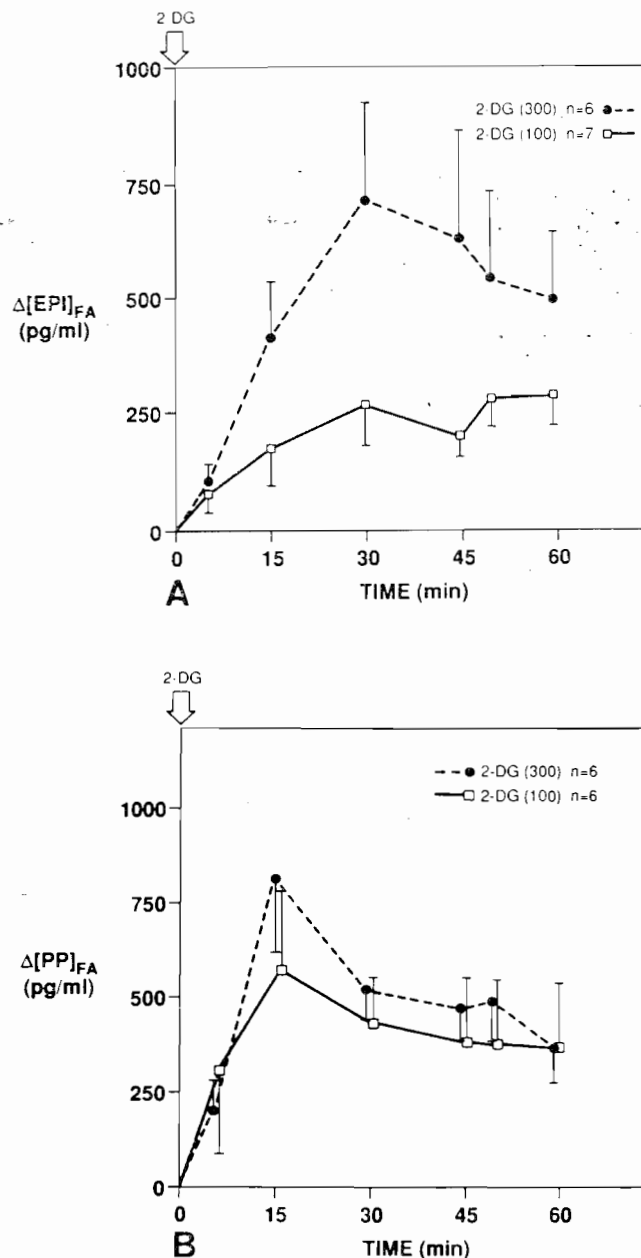 2 DG
1000
2-DG (300) n=6
2-DG (100) n=7
750
Δ[EPI]FA
(pg/ml)
500
250
0
0 15 30 45 60
A TIME (min)
2-DG
2-DG (300) n=6
2-DG (100) n=6
1000
750
Δ[PP]FA
(pg/ml)
500
250
0
0 15 30 45 60
B TIME (min)